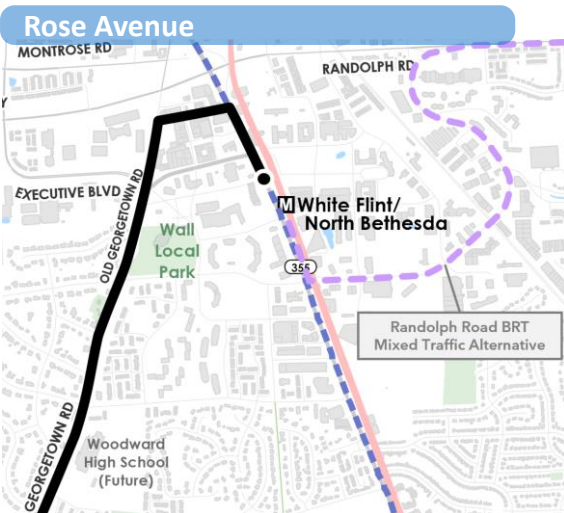 Rose Avenue
MONTROSE RD
RANDOLPH RD
Y
EXECUTIVE BLVD
OLD GEORGETOWN RD
M White Flint/
North Bethesda
Wall
Local
Park
355
Randolph Road BRT
Mixed Traffic Alternative
GEORGETOWN RD
Woodward
High School
(Future)